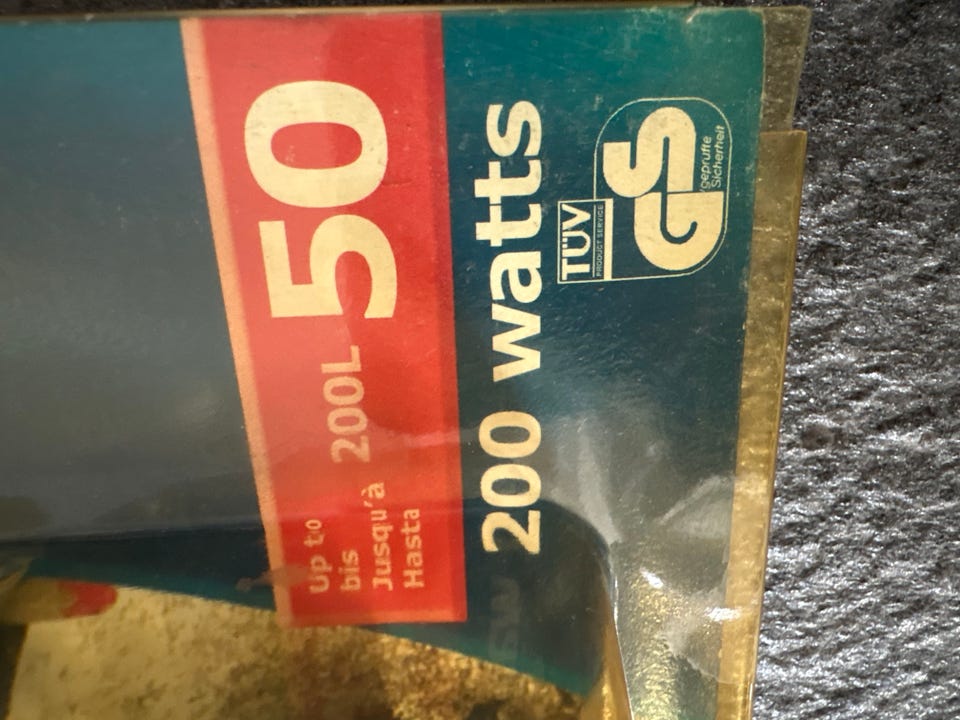 Up to
bis
Jusqu'à
Hasta
200L 50
200 watts
TÜV
PRODUCT SERVICE
GS
geprüfte
Sicherheit